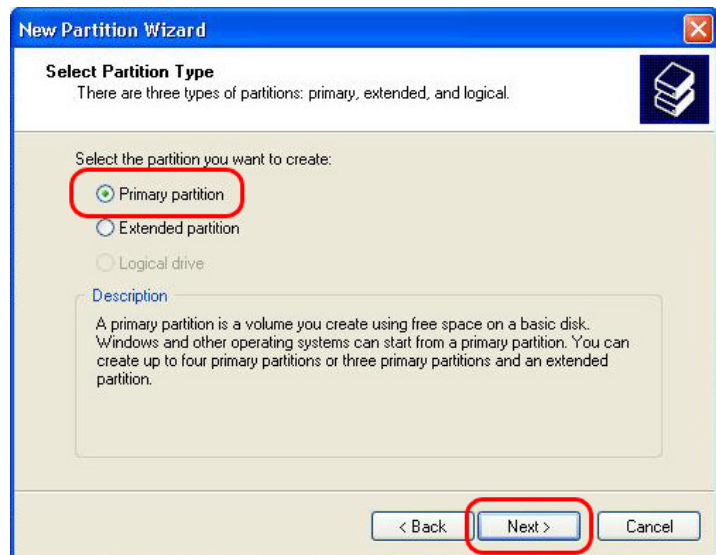 New Partition Wizard
Select Partition Type
There are three types of partitions: primary, extended, and logical.
Select the partition you want to create:
Primary partition
Extended partition
Logical drive
Description
A primary partition is a volume you create using free space on a basic disk.
Windows and other operating systems can start from a primary partition. You can
create up to four primary partitions or three primary partitions and an extended
partition.
< Back Next > Cancel